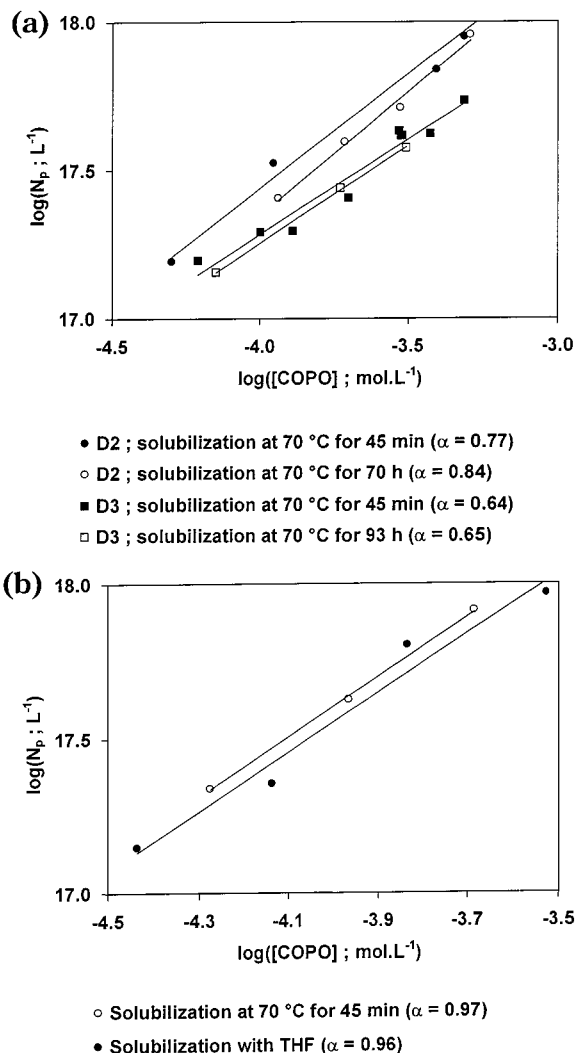 (a)
18.0
17.5
17.0
log(Nₚ ; L⁻¹)
-4.5 -4.0 -3.5 -3.0
log([COPO] ; mol.L⁻¹)
● D2 ; solubilization at 70 °C for 45 min (α = 0.77)
○ D2 ; solubilization at 70 °C for 70 h (α = 0.84)
■ D3 ; solubilization at 70 °C for 45 min (α = 0.64)
□ D3 ; solubilization at 70 °C for 93 h (α = 0.65)
(b)
18.0
17.5
17.0
log(Nₚ ; L⁻¹)
-4.5 -4.3 -4.1 -3.9 -3.7 -3.5
log([COPO] ; mol.L⁻¹)
○ Solubilization at 70 °C for 45 min (α = 0.97)
● Solubilization with THF (α = 0.96)